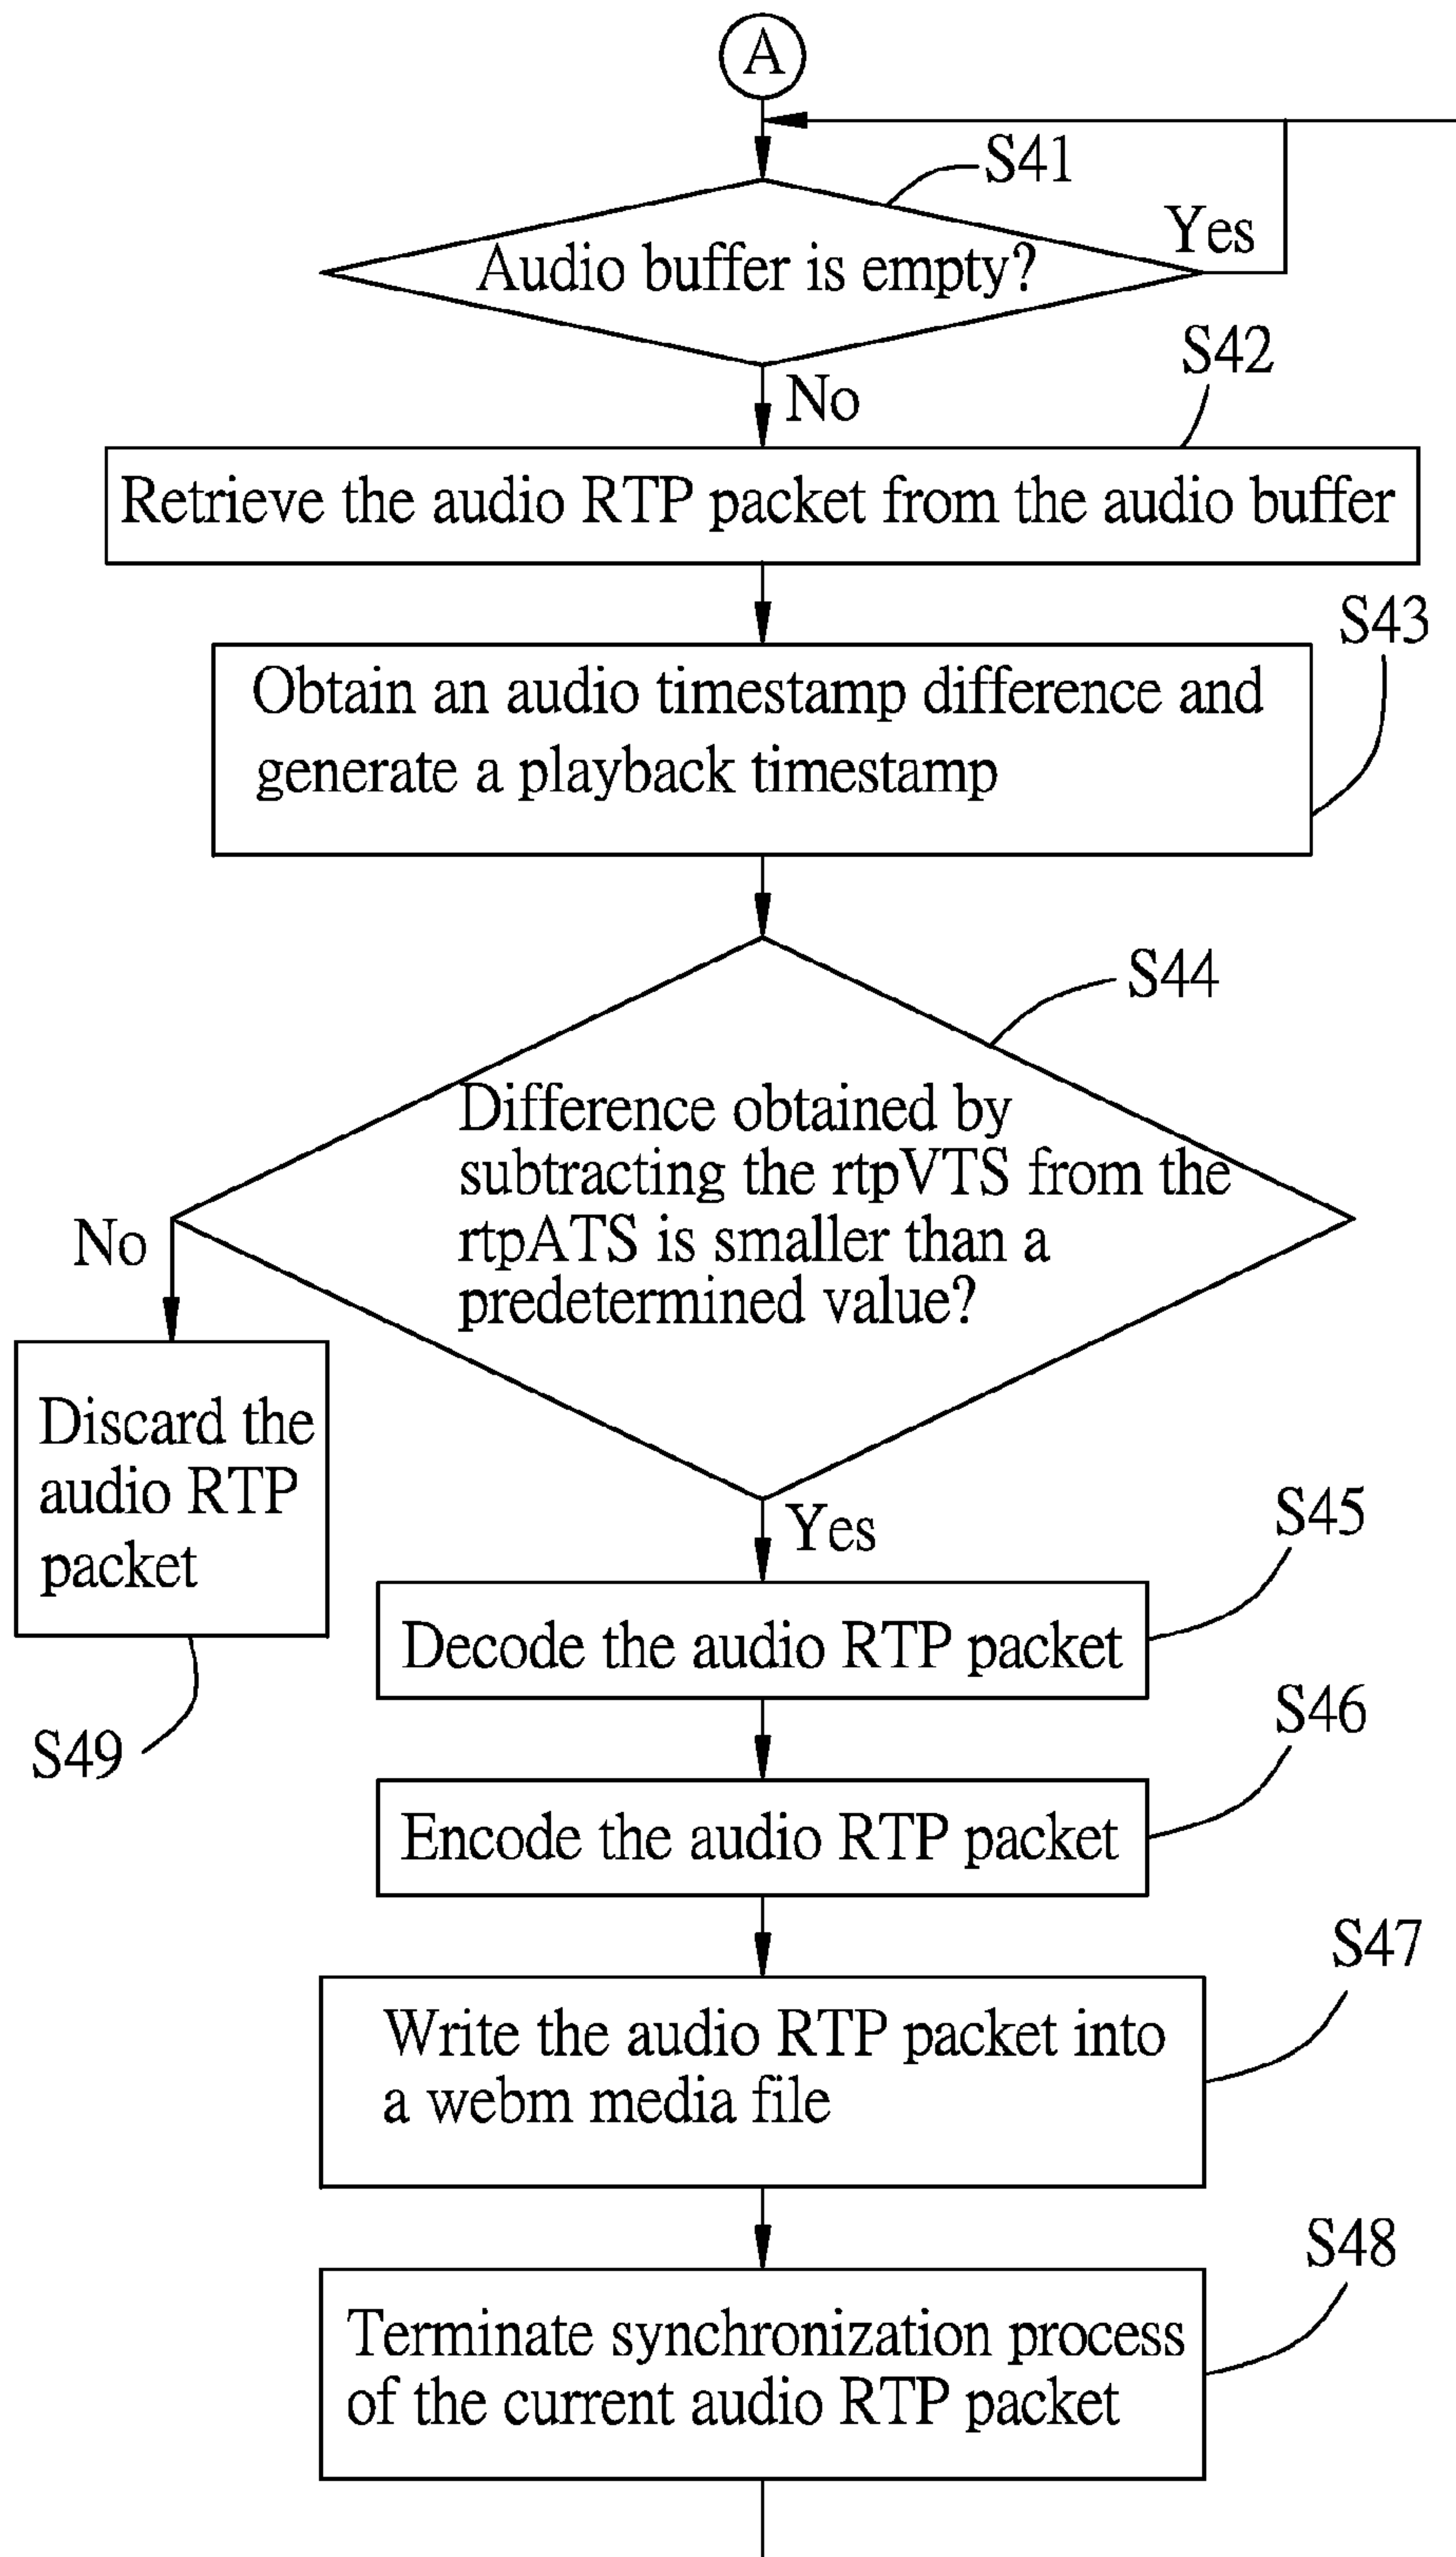 A
S41
Yes
Audio buffer is empty?
S42
No
Retrieve the audio RTP packet from the audio buffer
S43
Obtain an audio timestamp difference and
generate a playback timestamp
S44
Difference obtained by
subtracting the rtpVTS from the
rtpATS is smaller than a
predetermined value?
No
Discard the
audio RTP
packet
S49
Yes
S45
Decode the audio RTP packet
S46
Encode the audio RTP packet
S47
Write the audio RTP packet into
a webm media file
S48
Terminate synchronization process
of the current audio RTP packet